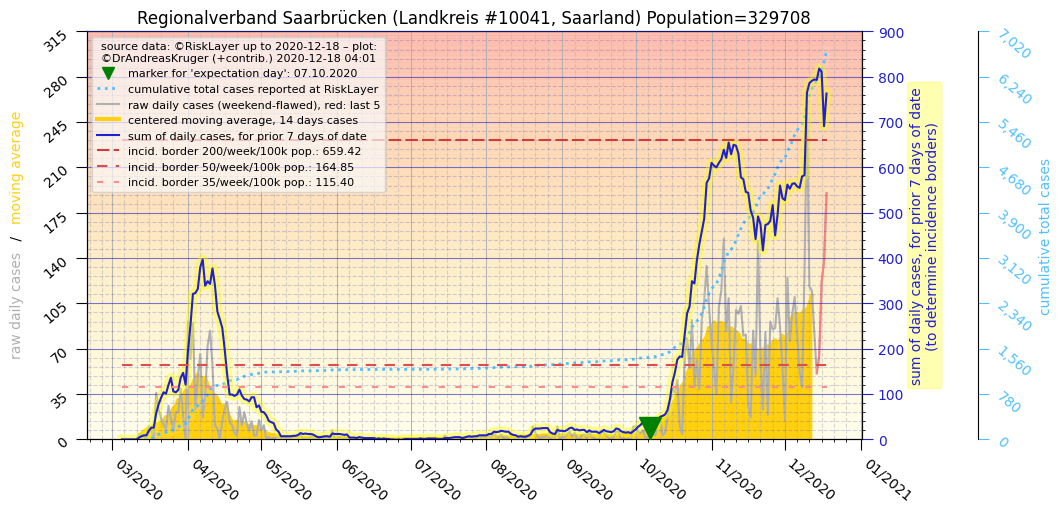 Regionalverband Saarbrücken (Landkreis #10041, Saarland) Population=329708
source data: ©RiskLayer up to 2020-12-18 – plot:
©DrAndreasKruger (+contrib.) 2020-12-18 04:01
marker for 'expectation day': 07.10.2020
cumulative total cases reported at RiskLayer
raw daily cases (weekend-flawed), red: last 5
centered moving average, 14 days cases
sum of daily cases, for prior 7 days of date
incid. border 200/week/100k pop.: 659.42
incid. border 50/week/100k pop.: 164.85
incid. border 35/week/100k pop.: 115.40
raw daily cases / moving average
315
280
245
210
175
140
105
70
35
0
03/2020
04/2020
05/2020
06/2020
07/2020
08/2020
09/2020
10/2020
11/2020
12/2020
01/2021
900
800
700
600
500
400
300
200
100
0
sum of daily cases, for prior 7 days of date
(to determine incidence borders)
7,020
6,240
5,460
4,680
3,900
3,120
2,340
1,560
780
0
cumulative total cases